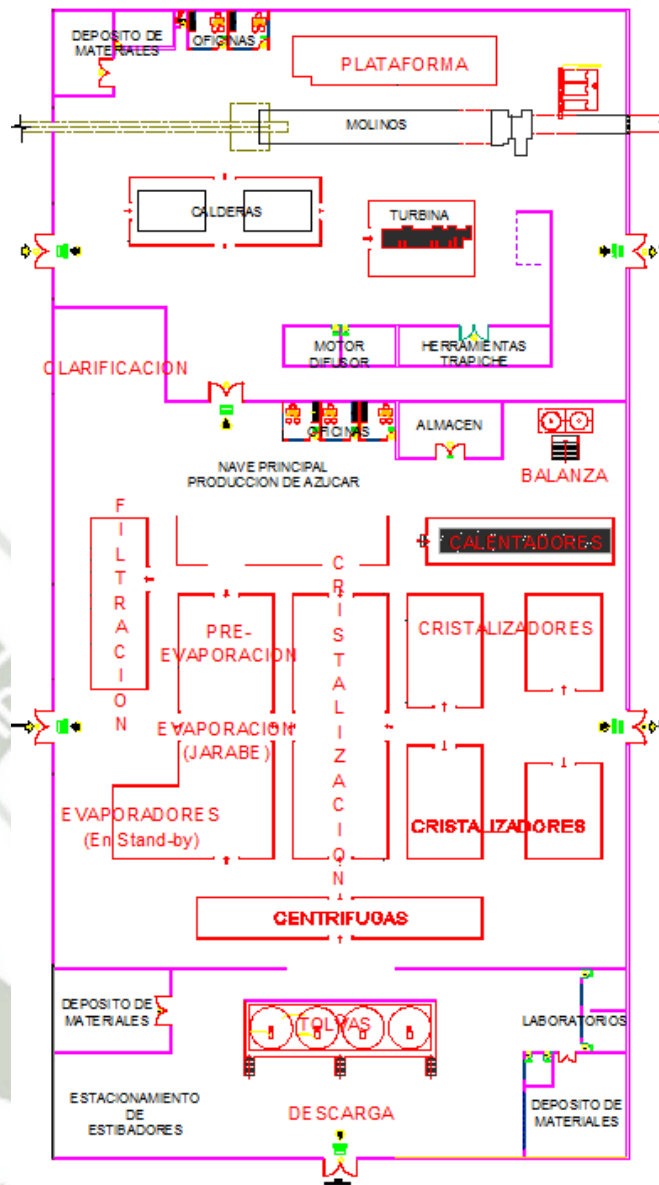 DEPOSITO DE
MATERIALES
OFICINAS
PLATAFORMA
MOLINOS
CALDERAS
TURBINA
MOTOR
DIFUSOR
HERRAMIENTAS
TRAPICHE
CLARIFICACION
OFICINAS
ALMACEN
BALANZA
NAVE PRINCIPAL
PRODUCCION DE AZUCAR
FILTRACION
CRISTALIZACION
CALENTADORES
PRE-
EVAPORACION
CRISTALIZADORES
EVAPORACION
(JARABE)
EVAPORADORES
(En Stand-by)
CRISTALIZADORES
CENTRIFUGAS
DEPOSITO DE
MATERIALES
TOLVAS
LABORATORIOS
ESTACIONAMIENTO
DE
ESTIBADORES
DESCARGA
DEPOSITO DE
MATERIALES